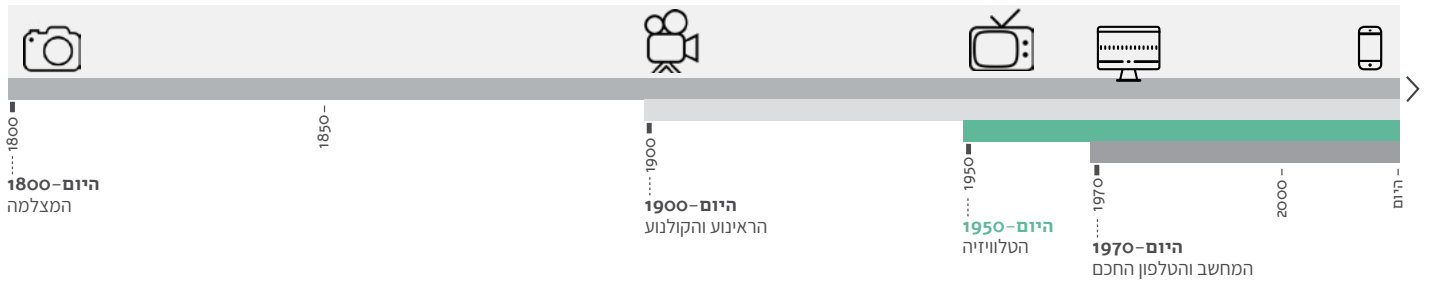 1800
1850-
1900
1950
1970
2000 -
היום -
1800-היום
המצלמה
1900-היום
הראינוע והקולנוע
1950-היום
הטלוויזיה
1970-היום
המחשב והטלפון החכם